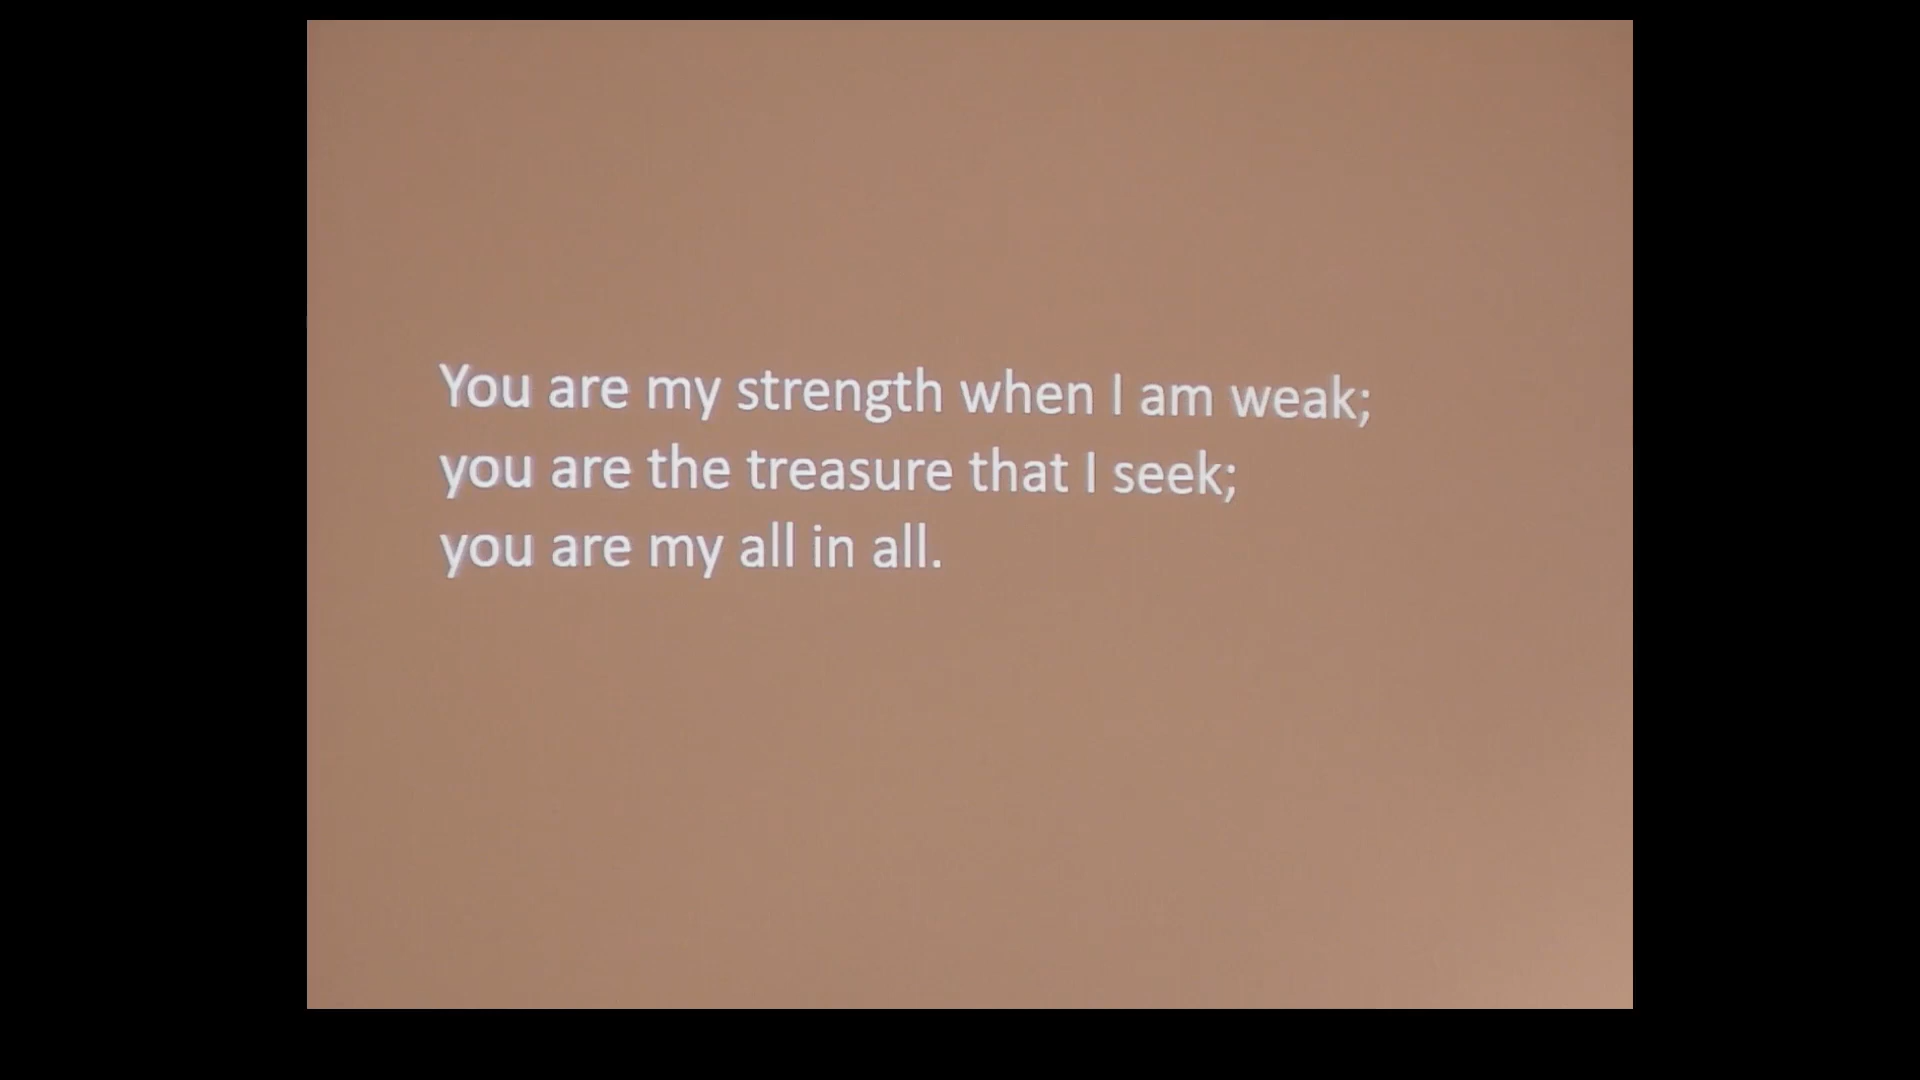 You are my strength when I am weak;
you are the treasure that I seek;
you are my all in all.